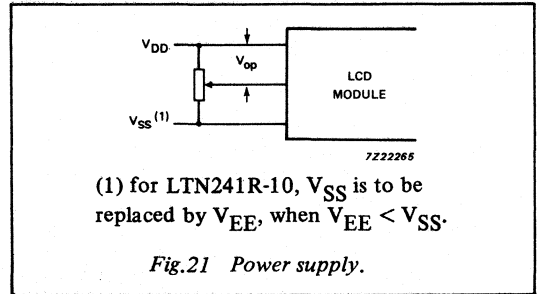 VDD
Vop
LCD
MODULE
VSS (1)
7Z22265
(1) for LTN241R-10, VSS is to be
replaced by VEE, when VEE < VSS.
Fig.21 Power supply.